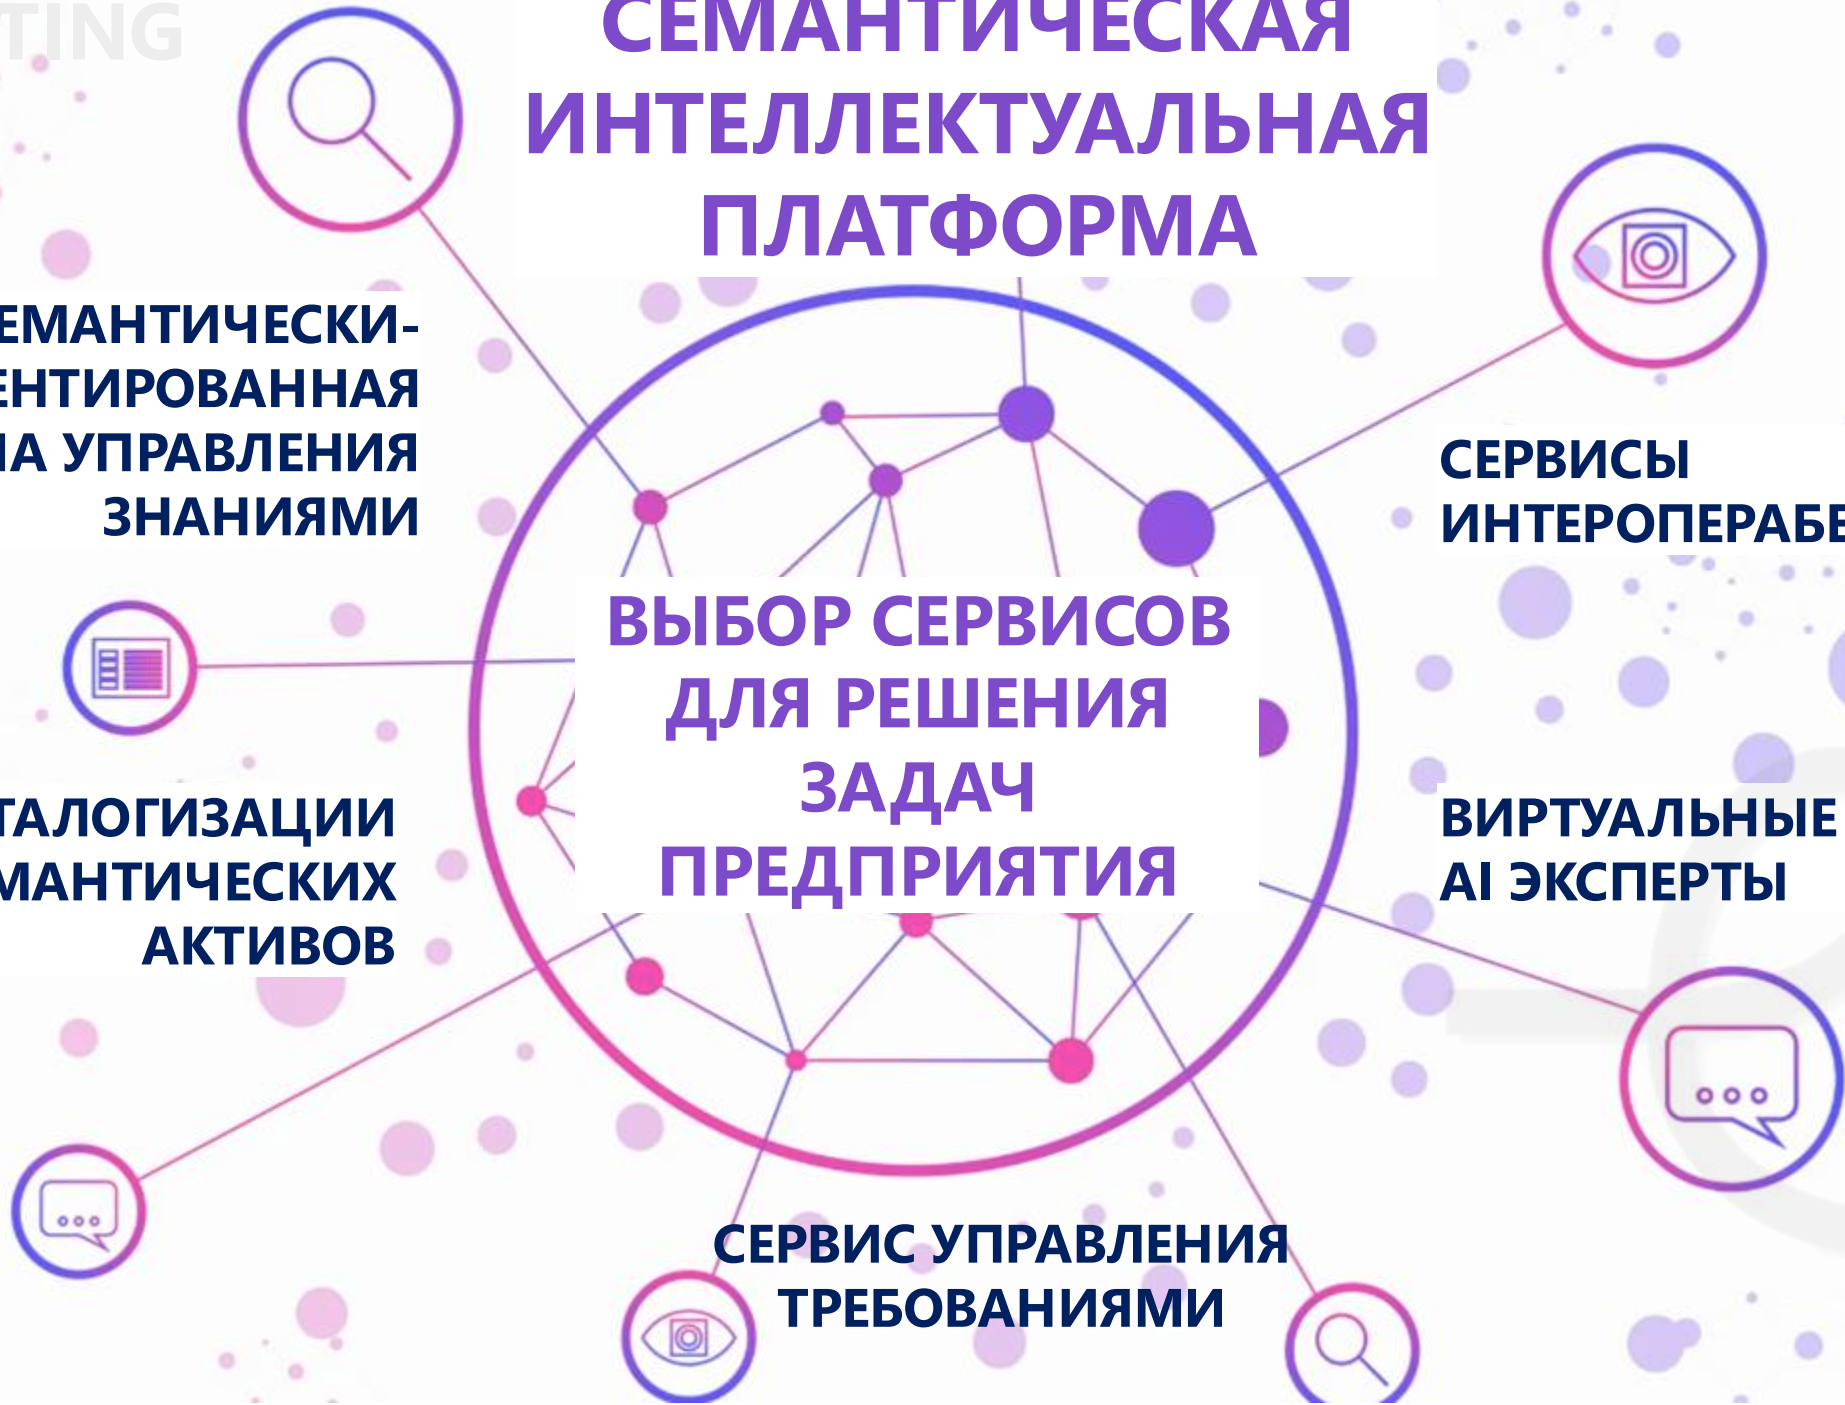 TING
СЕМАНТИЧЕСКАЯ
ИНТЕЛЛЕКТУАЛЬНАЯ
ПЛАТФОРМА
ЕМАНТИЧЕСКИ-
ЕНТИРОВАННАЯ
УПРАВЛЕНИЯ
ЗНАНИЯМИ
СЕРВИСЫ
ИНТЕРОПЕРАБЕ
ВЫБОР СЕРВИСОВ
ДЛЯ РЕШЕНИЯ
ЗАДАЧ
ПРЕДПРИЯТИЯ
ТАЛОГИЗАЦИИ
МАНТИЧЕСКИХ
АКТИВОВ
ВИРТУАЛЬНЫЕ
AI ЭКСПЕРТЫ
СЕРВИС УПРАВЛЕНИЯ
ТРЕБОВАНИЯМИ